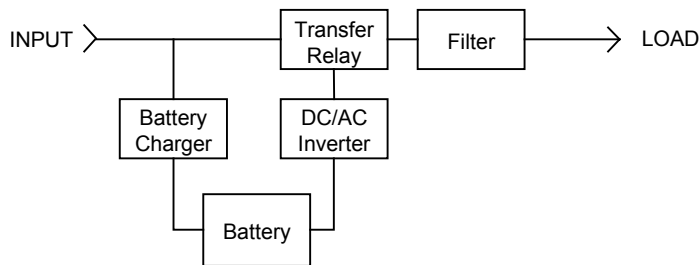 INPUT
Transfer
Relay
Filter
LOAD
Battery
Charger
DC/AC
Inverter
Battery